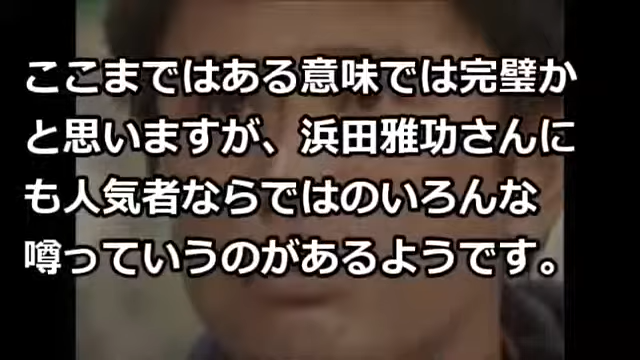 ここまではある意味では完璧か
と思いますが、浜田雅功さんに
も人気者ならではのいろんな
噂っていうのがあるようです。